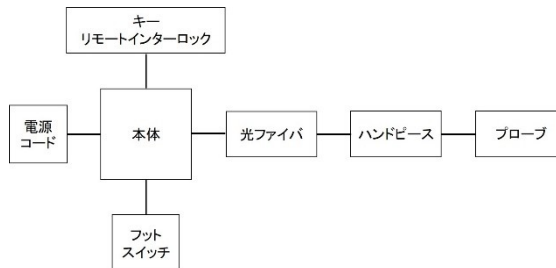 キー
リモートインターロック
電源
コード
本体
光ファイバ
ハンドピース
プローブ
フット
スイッチ